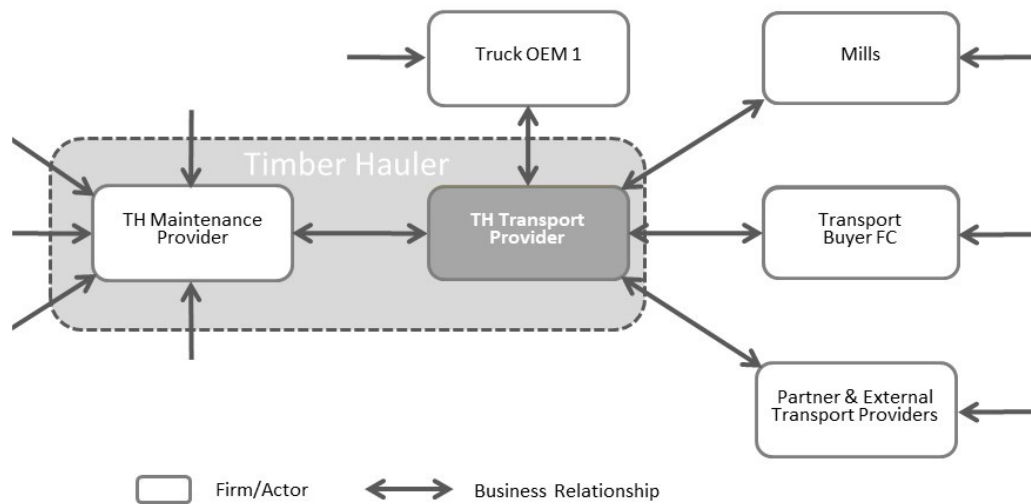 Truck OEM 1
Mills
Timber Hauler
TH Maintenance
Provider
TH Transport
Provider
Transport
Buyer FC
Partner & External
Transport Providers
Firm/Actor
Business Relationship